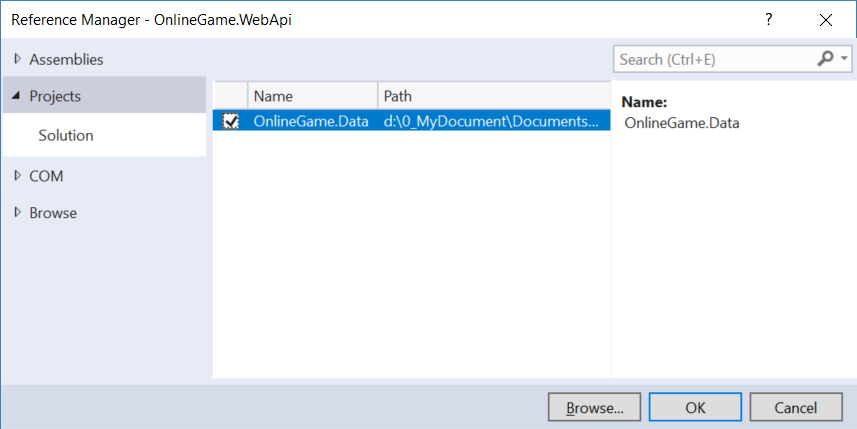 Reference Manager - OnlineGame.WebApi ?
Assemblies
Search (Ctrl+E)
Projects
Name Path
Name:
OnlineGame.Data d:\0_MyDocument\Documents...
OnlineGame.Data
Solution
COM
Browse
Browse... OK Cancel